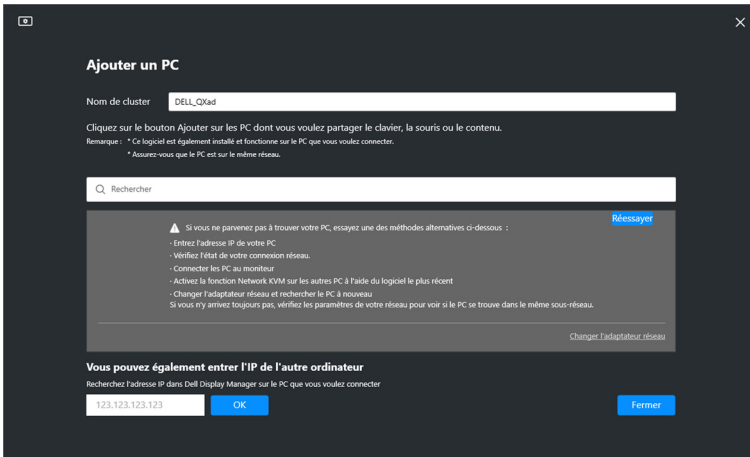 Ajouter un PC
Nom de cluster DELL_QXad
Cliquez sur le bouton Ajouter sur les PC dont vous voulez partager le clavier, la souris ou le contenu.
Remarque : * Ce logiciel est également installé et fonctionne sur le PC que vous voulez connecter.
* Assurez-vous que le PC est sur le même réseau.
Rechercher
Réessayer
Si vous ne parvenez pas à trouver votre PC, essayez une des méthodes alternatives ci-dessous :
· Entrez l'adresse IP de votre PC
· Vérifiez l'état de votre connexion réseau.
· Connecter les PC au moniteur
· Activez la fonction Network KVM sur les autres PC à l'aide du logiciel le plus récent
· Changer l'adaptateur réseau et rechercher le PC à nouveau
Si vous n'y arrivez toujours pas, vérifiez les paramètres de votre réseau pour voir si le PC se trouve dans le même sous-réseau.
Changer l'adaptateur réseau
Vous pouvez également entrer l'IP de l'autre ordinateur
Recherchez l'adresse IP dans Dell Display Manager sur le PC que vous voulez connecter
123.123.123.123 OK Fermer